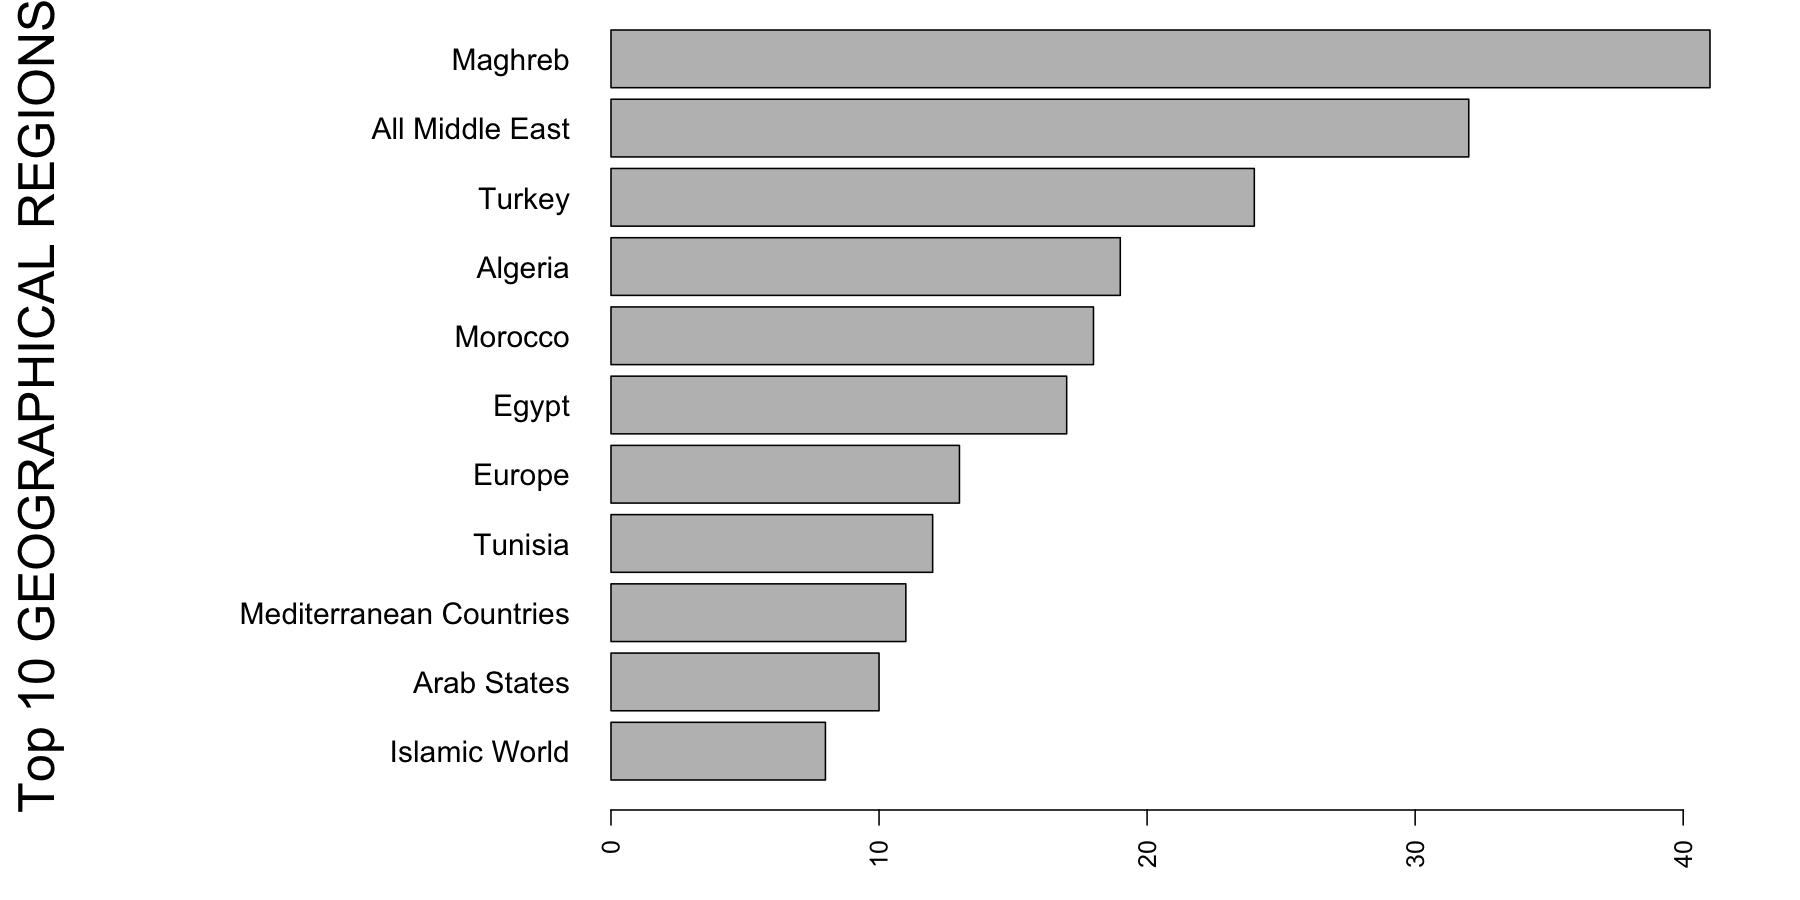 Top 10 GEOGRAPHICAL REGIONS
Maghreb
All Middle East
Turkey
Algeria
Morocco
Egypt
Europe
Tunisia
Mediterranean Countries
Arab States
Islamic World
0 10 20 30 40